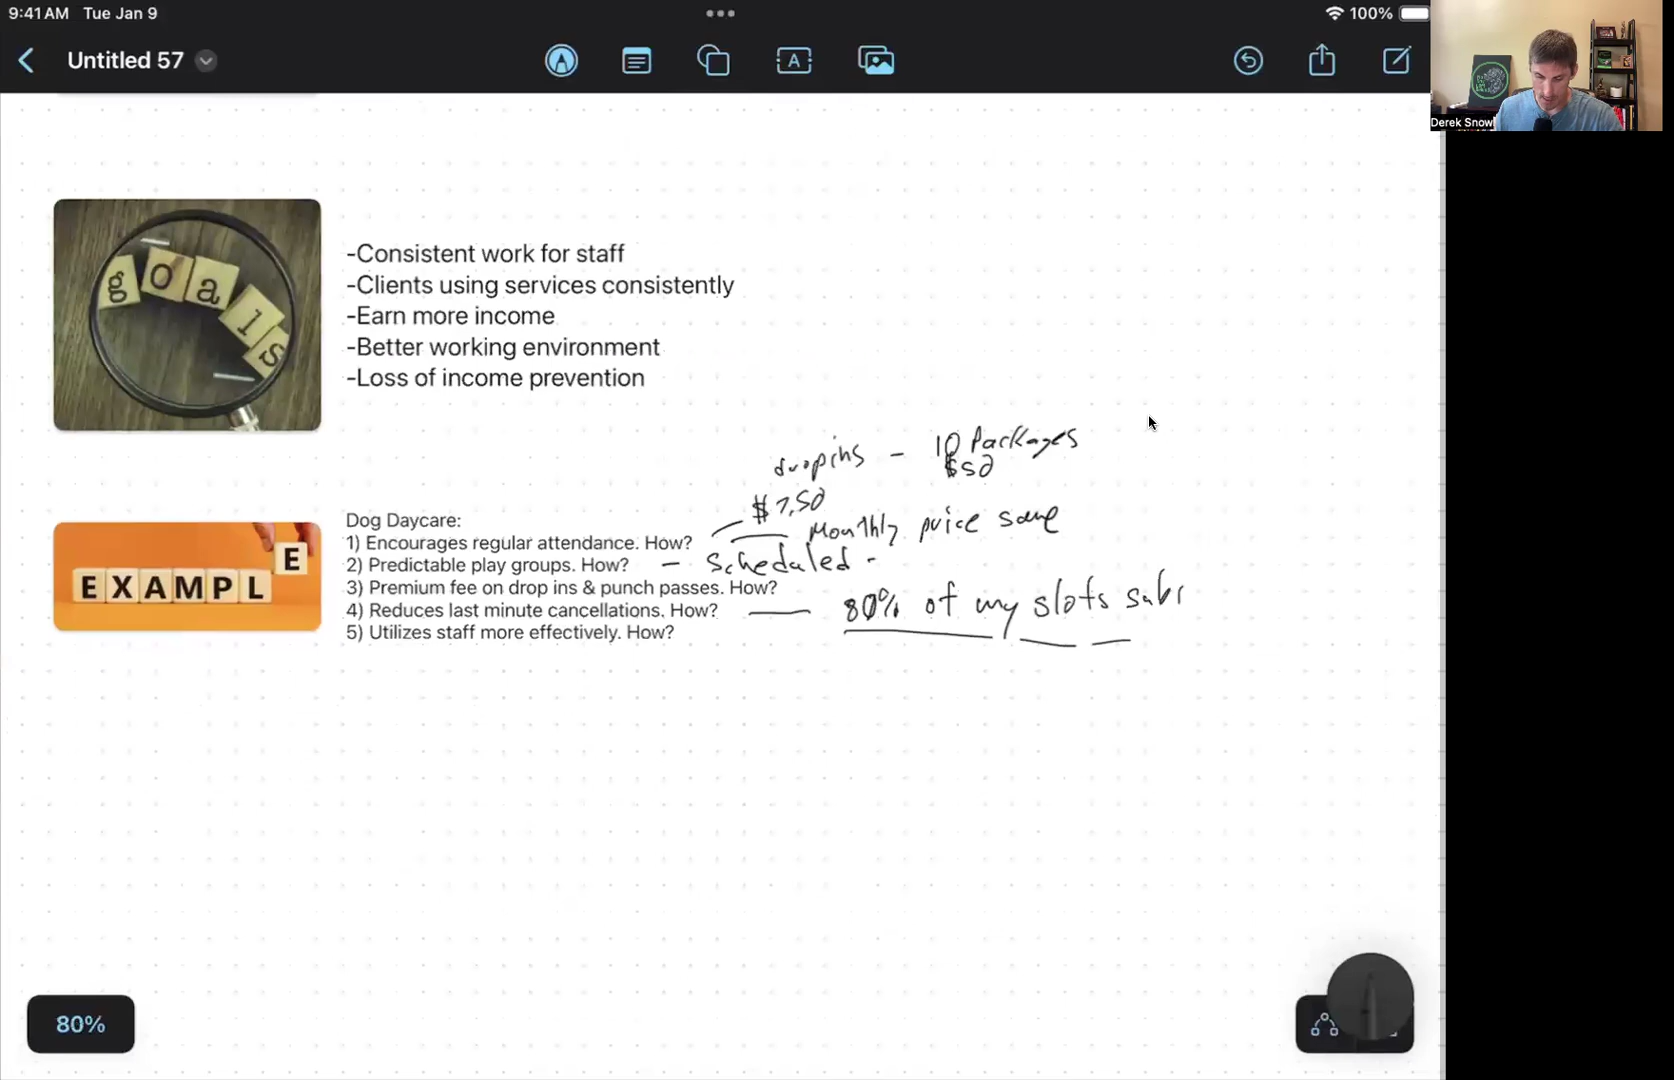 9:41 AM Tue Jan 9
100%
Untitled 57
A
Derek Snow
goals
-Consistent work for staff
-Clients using services consistently
-Earn more income
-Better working environment
-Loss of income prevention
dropins - 10 Packages
$50
$7,50
Monthly price same
EXAMPLE
Dog Daycare:
1) Encourages regular attendance. How?
2) Predictable play groups. How? - Scheduled -
3) Premium fee on drop ins & punch passes. How?
4) Reduces last minute cancellations. How? 80% of my slots subs
5) Utilizes staff more effectively. How?
80%